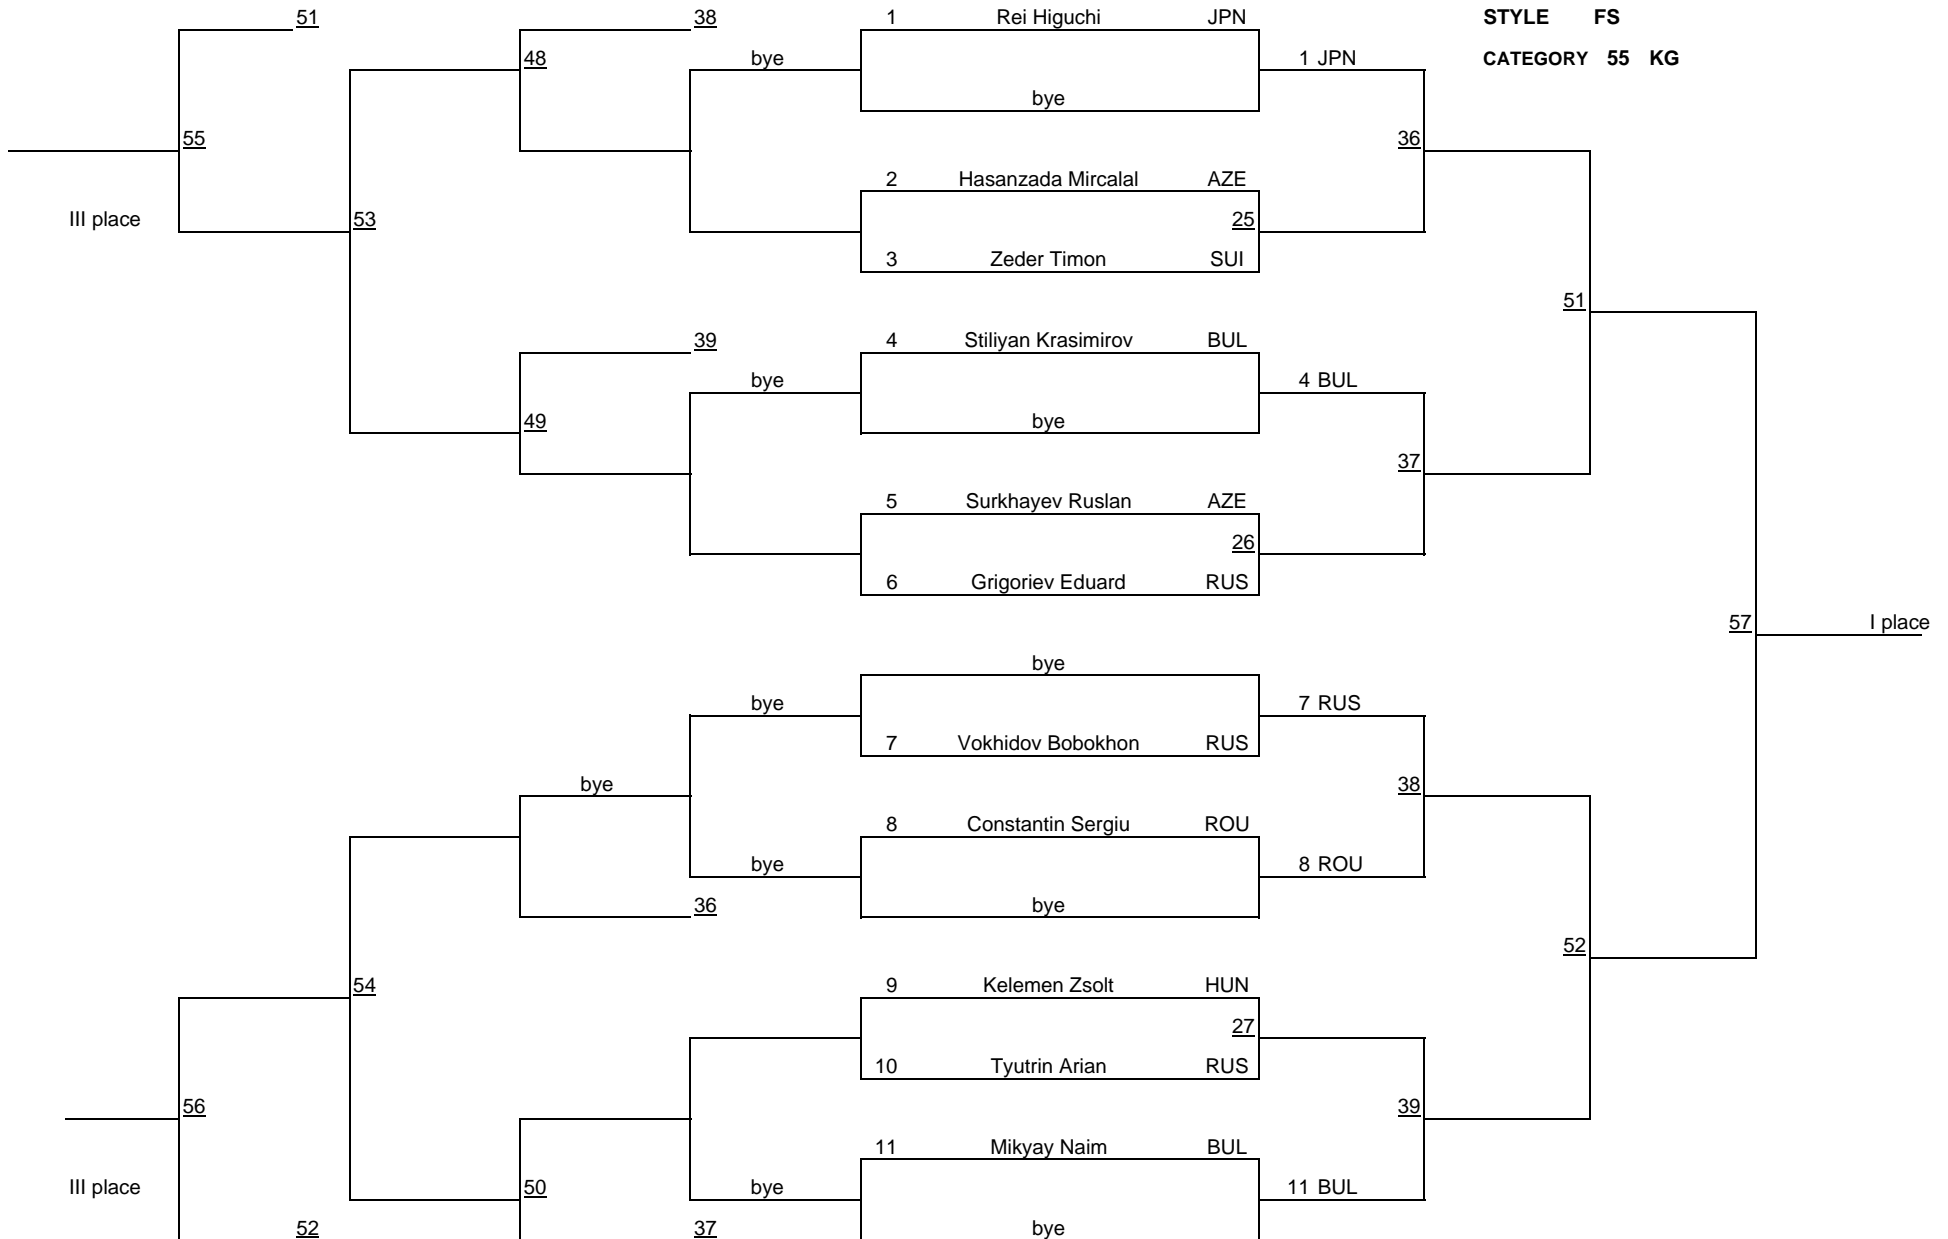 51 38 1 Rei Higuchi JPN STYLE FS
48 bye 1 JPN CATEGORY 55 KG
bye
55 36
2 Hasanzada Mircalal AZE
III place 53 25
3 Zeder Timon SUI
51
39 4 Stiliyan Krasimirov BUL
bye 4 BUL
49 bye
37
5 Surkhayev Ruslan AZE
26
6 Grigoriev Eduard RUS
57 I place
bye
bye 7 RUS
7 Vokhidov Bobokhon RUS
bye 38
8 Constantin Sergiu ROU
bye 8 ROU
36 bye
52
54 9 Kelemen Zsolt HUN
27
10 Tyutrin Arian RUS
56 39
11 Mikyay Naim BUL
III place 50 bye 11 BUL
52 37 bye